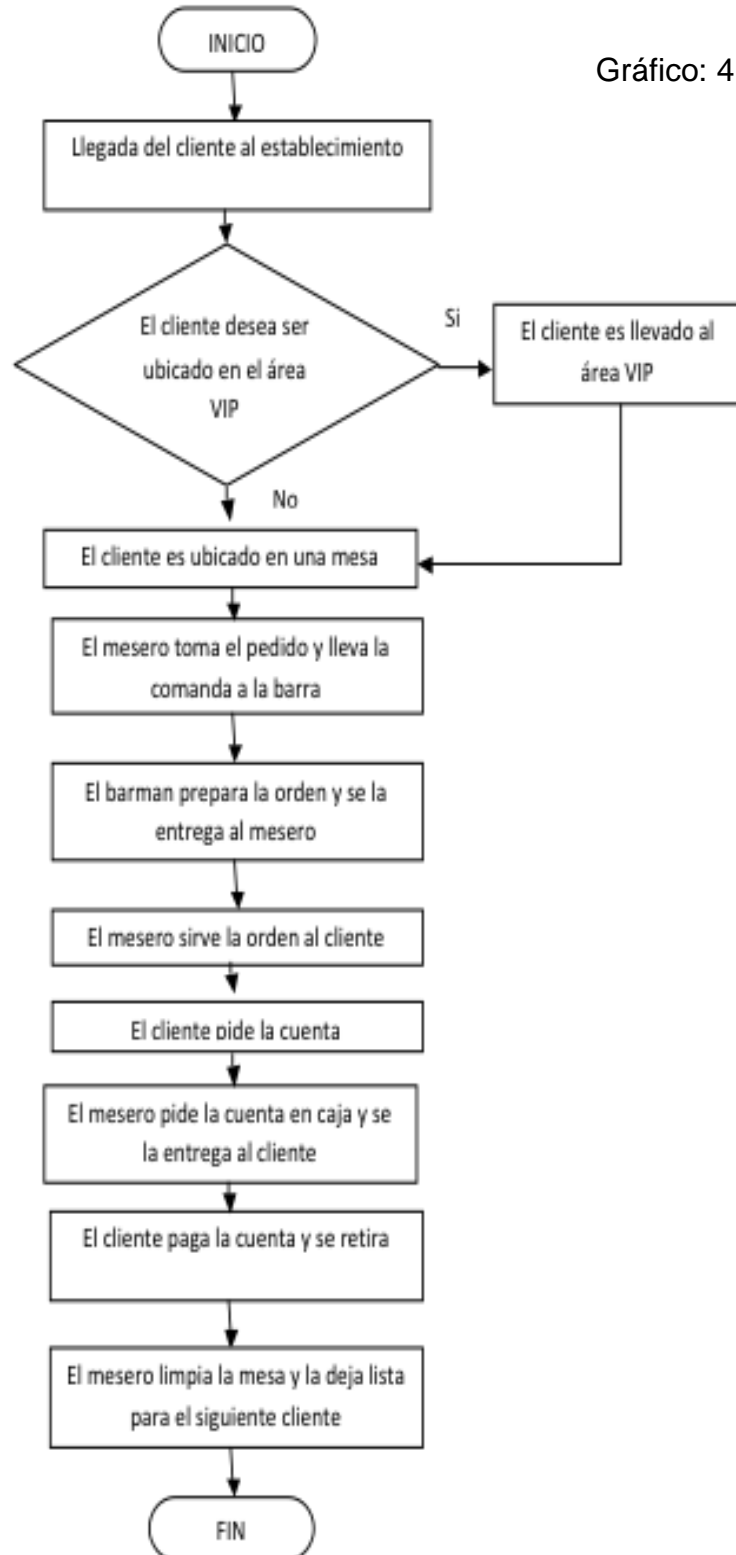 INICIO
Gráfico: 4
Llegada del cliente al establecimiento
El cliente desea ser
ubicado en el área
VIP
Si
El cliente es llevado al
área VIP
No
El cliente es ubicado en una mesa
El mesero toma el pedido y lleva la
comanda a la barra
El barman prepara la orden y se la
entrega al mesero
El mesero sirve la orden al cliente
El cliente pide la cuenta
El mesero pide la cuenta en caja y se
la entrega al cliente
El cliente paga la cuenta y se retira
El mesero limpia la mesa y la deja lista
para el siguiente cliente
FIN